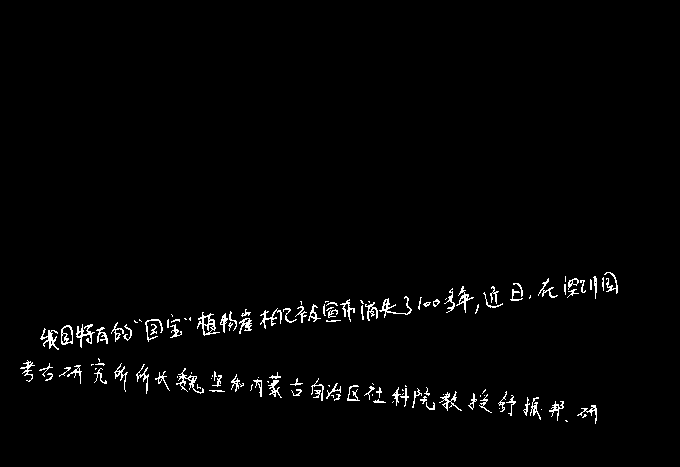 我国特有的“国宝”植物崖柏已被宣布消失了100多年,近日.在深圳园
考古研究所所长魏坚和内蒙古自治区社科院教授舒振邦、研